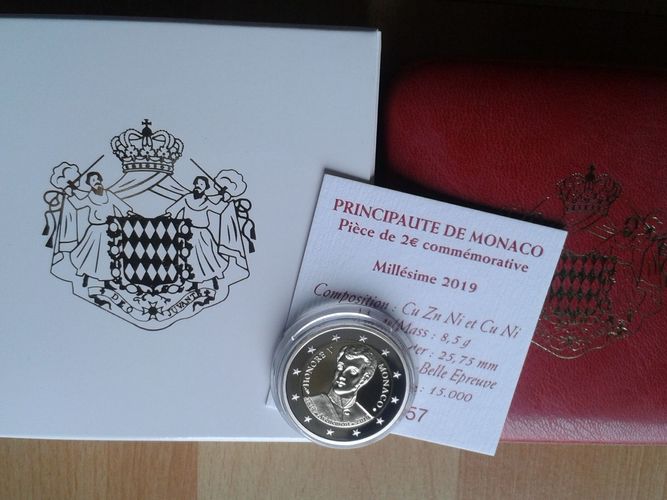 DEO JUVANTE
PRINCIPAUTE DE MONACO
Pièce de 2€ commémorative
Millésime 2019
Composition : Cu Zn Ni et Cu Ni
Mass : 8,5 g
: 25,75 mm
Belle Epreuve
: 15.000
57
HONORE
MONACO
2019